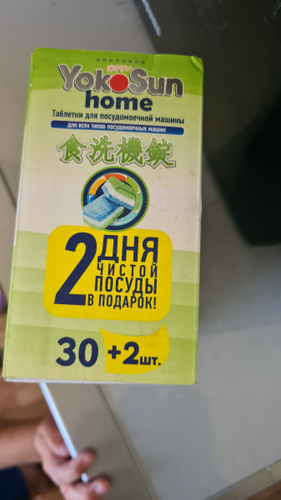 YokoSun
home
Таблетки для посудомоечной машины
для всех типов посудомоечных машин
食洗機錠
2 ДНЯ
ЧИСТОЙ
ПОСУДЫ
В ПОДАРОК!
30 +2шт.